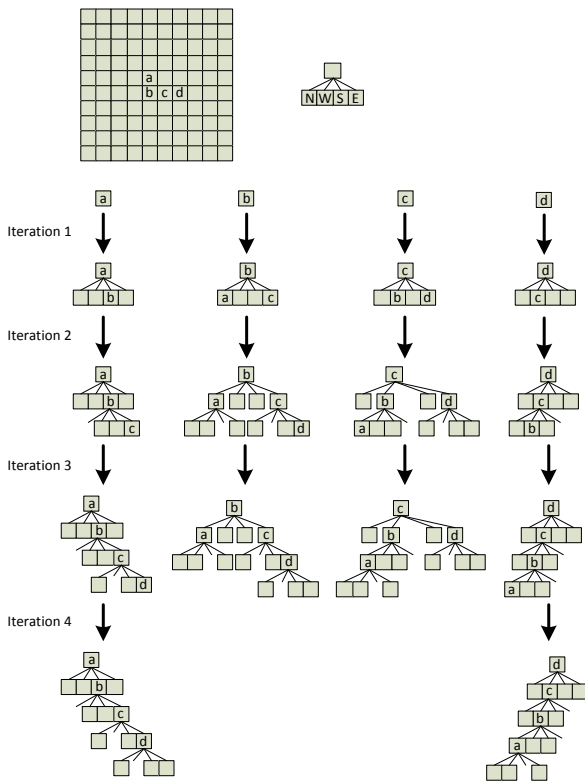 a
b c d
N W S E
a b c d
Iteration 1
a b c d
b a c b d c
Iteration 2
a b c d
b a c b d c
c d a b
Iteration 3
a b c d
b a c b d c
c d a b
d a
Iteration 4
a d
b c
c b
d a